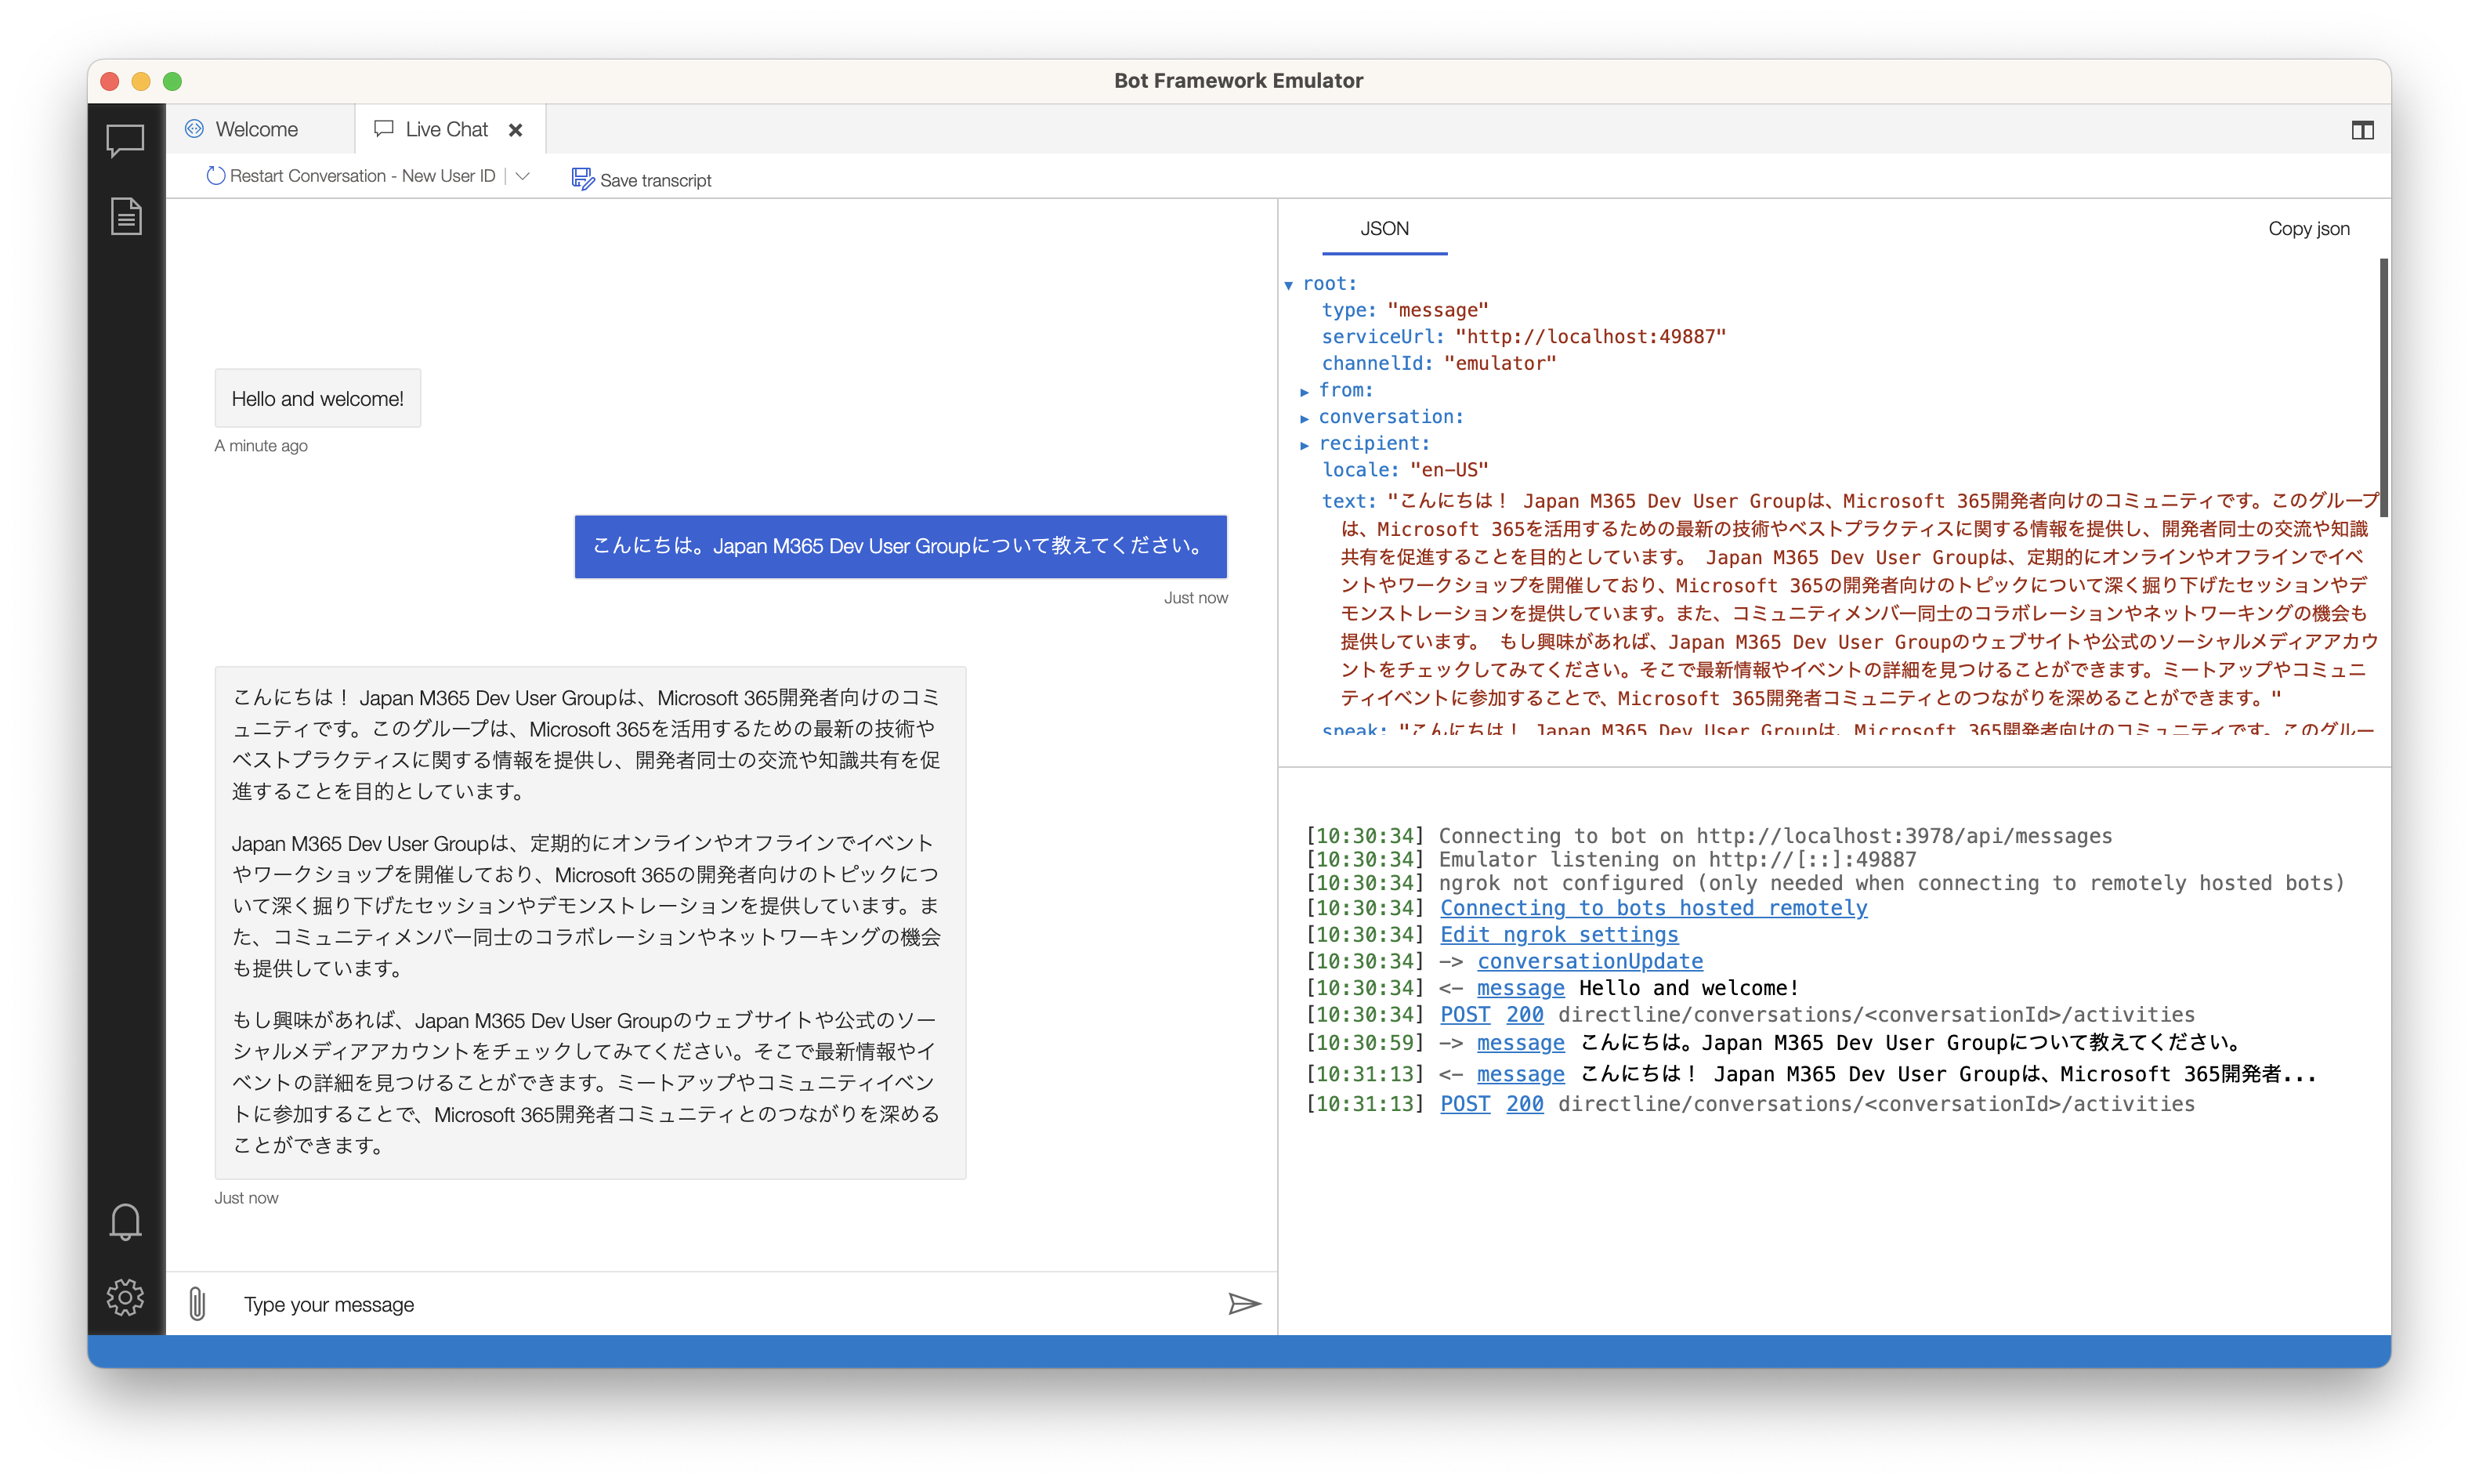 Bot Framework Emulator
Welcome
Live Chat
Restart Conversation - New User ID
Save transcript
Hello and welcome!
A minute ago
こんにちは。Japan M365 Dev User Groupについて教えてください。
Just now
こんにちは！ Japan M365 Dev User Groupは、Microsoft 365開発者向けのコミ
ュニティです。このグループは、Microsoft 365を活用するための最新の技術や
ベストプラクティスに関する情報を提供し、開発者同士の交流や知識共有を促
進することを目的としています。
Japan M365 Dev User Groupは、定期的にオンラインやオフラインでイベント
やワークショップを開催しており、Microsoft 365の開発者向けのトピックにつ
いて深く掘り下げたセッションやデモンストレーションを提供しています。ま
た、コミュニティメンバー同士のコラボレーションやネットワーキングの機会
も提供しています。
もし興味があれば、Japan M365 Dev User Groupのウェブサイトや公式のソー
シャルメディアアカウントをチェックしてみてください。そこで最新情報やイ
ベントの詳細を見つけることができます。ミートアップやコミュニティイベン
トに参加することで、Microsoft 365開発者コミュニティとのつながりを深める
ことができます。
Just now
Type your message
JSON
Copy json
root:
type: "message"
serviceUrl: "http://localhost:49887"
channelId: "emulator"
from:
conversation:
recipient:
locale: "en-US"
text: "こんにちは！ Japan M365 Dev User Groupは、Microsoft 365開発者向けのコミュニティです。このグループ
は、Microsoft 365を活用するための最新の技術やベストプラクティスに関する情報を提供し、開発者同士の交流や知識
共有を促進することを目的としています。 Japan M365 Dev User Groupは、定期的にオンラインやオフラインでイベ
ントやワークショップを開催しており、Microsoft 365の開発者向けのトピックについて深く掘り下げたセッションやデ
モンストレーションを提供しています。また、コミュニティメンバー同士のコラボレーションやネットワーキングの機会も
提供しています。 もし興味があれば、Japan M365 Dev User Groupのウェブサイトや公式のソーシャルメディアアカウ
ントをチェックしてみてください。そこで最新情報やイベントの詳細を見つけることができます。ミートアップやコミュニ
ティイベントに参加することで、Microsoft 365開発者コミュニティとのつながりを深めることができます。"
speak: "こんにちは！ Japan M365 Dev User Groupは、Microsoft 365開発者向けのコミュニティです。このグルー
[10:30:34] Connecting to bot on http://localhost:3978/api/messages
[10:30:34] Emulator listening on http://[::]:49887
[10:30:34] ngrok not configured (only needed when connecting to remotely hosted bots)
[10:30:34] Connecting to bots hosted remotely
[10:30:34] Edit ngrok settings
[10:30:34] -> conversationUpdate
[10:30:34] <- message Hello and welcome!
[10:30:34] POST 200 directline/conversations/<conversationId>/activities
[10:30:59] -> message こんにちは。Japan M365 Dev User Groupについて教えてください。
[10:31:13] <- message こんにちは！ Japan M365 Dev User Groupは、Microsoft 365開発者...
[10:31:13] POST 200 directline/conversations/<conversationId>/activities